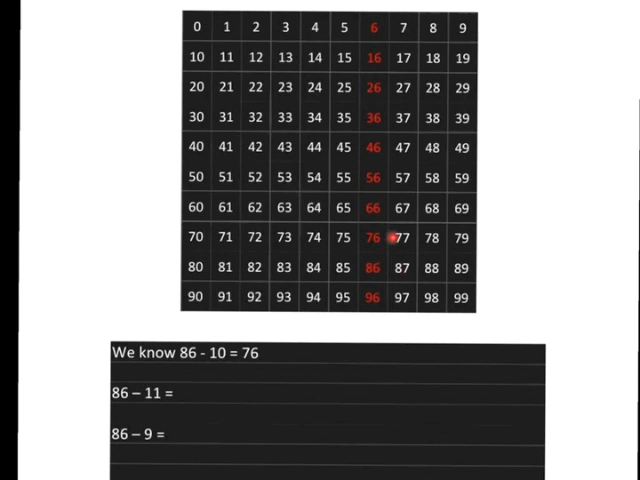 0 1 2 3 4 5 6 7 8 9
10 11 12 13 14 15 16 17 18 19
20 21 22 23 24 25 26 27 28 29
30 31 32 33 34 35 36 37 38 39
40 41 42 43 44 45 46 47 48 49
50 51 52 53 54 55 56 57 58 59
60 61 62 63 64 65 66 67 68 69
70 71 72 73 74 75 76 77 78 79
80 81 82 83 84 85 86 87 88 89
90 91 92 93 94 95 96 97 98 99
We know 86 - 10 = 76
86 – 11 =
86 – 9 =